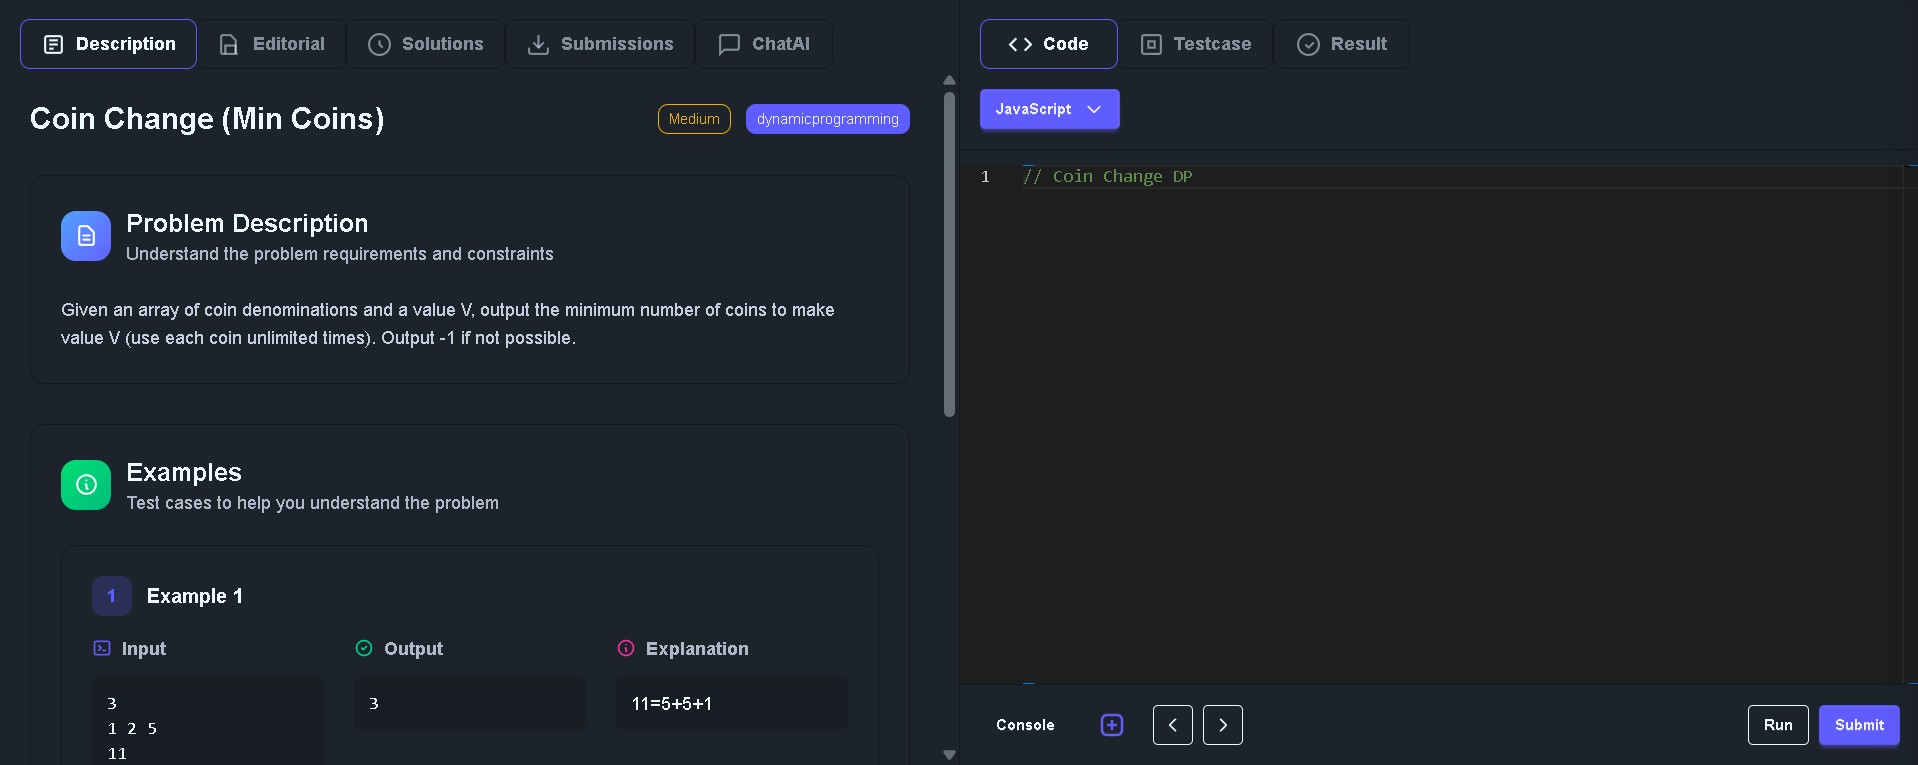 Description
Editorial
Solutions
Submissions
ChatAI
Coin Change (Min Coins)
Medium
dynamicprogramming
Problem Description
Understand the problem requirements and constraints
Given an array of coin denominations and a value V, output the minimum number of coins to make
value V (use each coin unlimited times). Output -1 if not possible.
Examples
Test cases to help you understand the problem
1
Example 1
Input
Output
Explanation
3
1 2 5
11
3
11=5+5+1
Code
Testcase
Result
JavaScript
1
// Coin Change DP
Console
Run
Submit